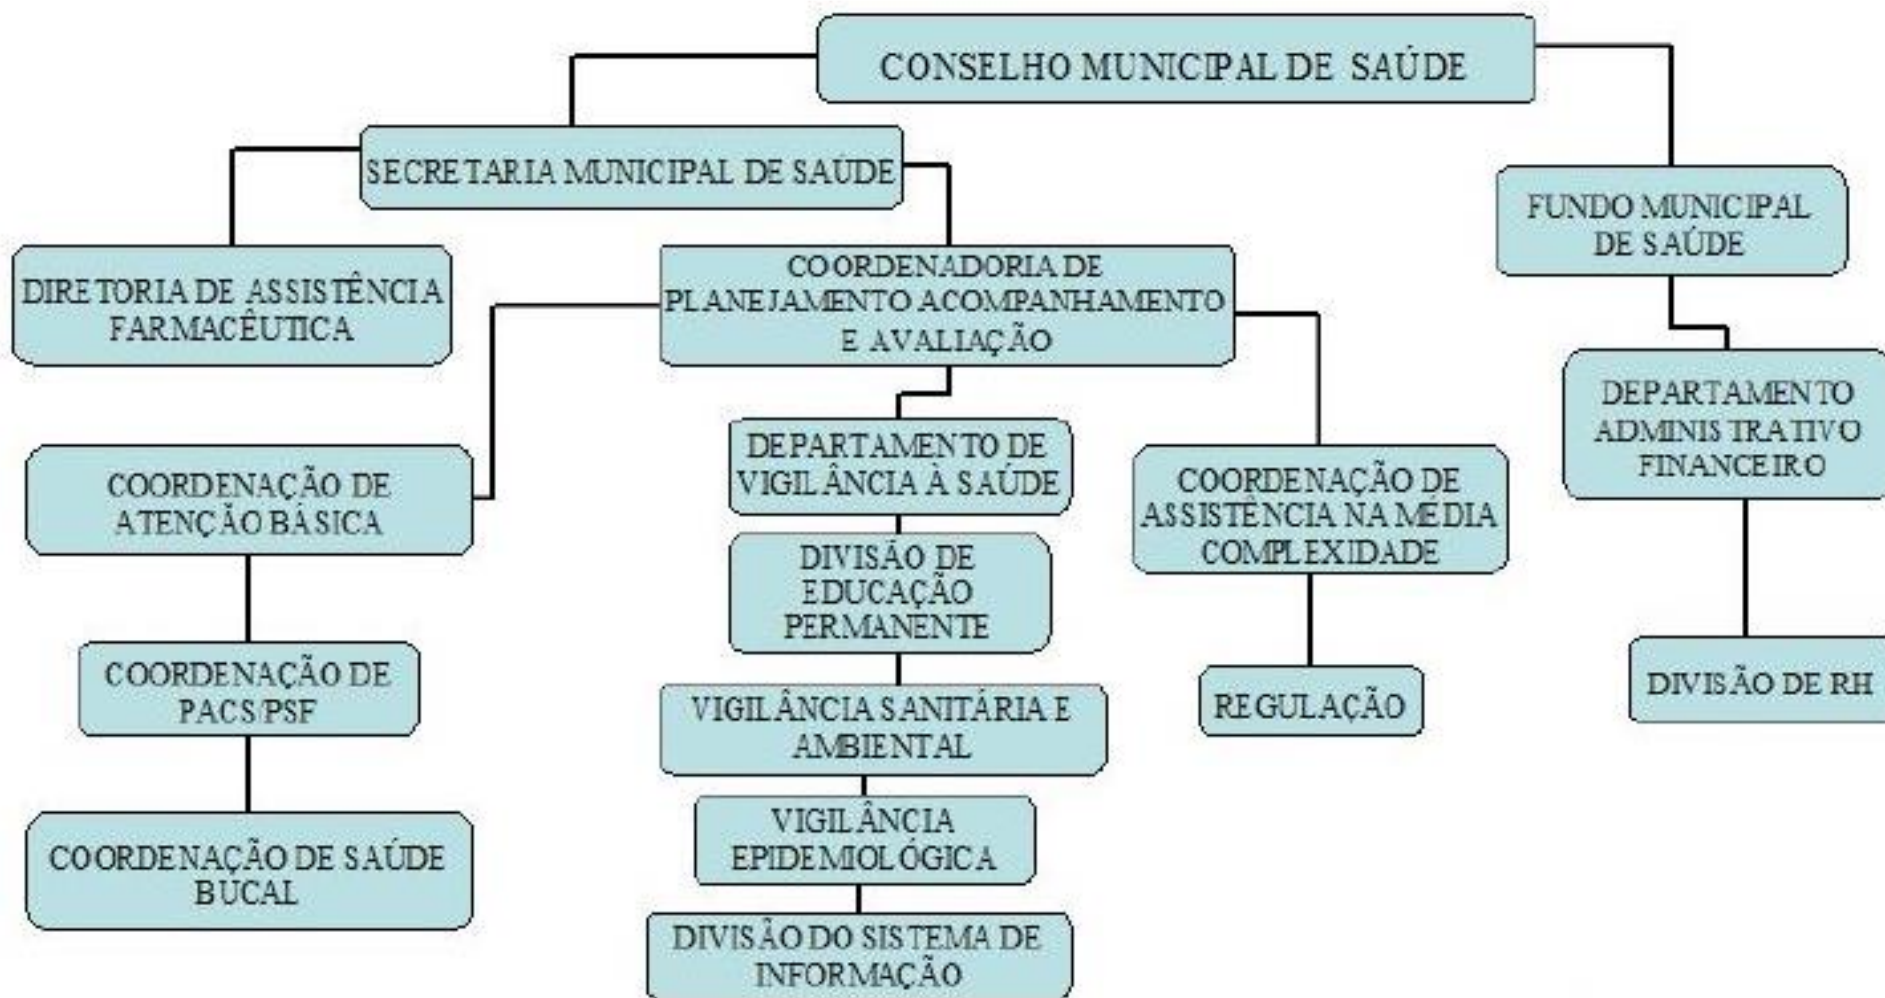 CONSELHO MUNICIPAL DE SAÚDE
SECRETARIA MUNICIPAL DE SAÚDE
FUNDO MUNICIPAL
DE SAÚDE
DIRETORIA DE ASSISTÊNCIA
FARMACÊUTICA
COORDENADORIA DE
PLANEJAMENTO ACOMPANHAMENTO
E AVALIAÇÃO
DEPARTAMENTO
ADMINISTRATIVO
FINANCEIRO
COORDENAÇÃO DE
ATENÇÃO BÁSICA
DEPARTAMENTO DE
VIGILÂNCIA À SAÚDE
COORDENAÇÃO DE
ASSISTÊNCIA NA MÉDIA
COMPLEXIDADE
DIVISÃO DE
EDUCAÇÃO
PERMANENTE
COORDENAÇÃO DE
PACS/PSF
VIGILÂNCIA SANITÁRIA E
AMBIENTAL
REGULAÇÃO
DIVISÃO DE RH
COORDENAÇÃO DE SAÚDE
BUCAL
VIGILÂNCIA
EPIDEMIOLÓGICA
DIVISÃO DO SISTEMA DE
INFORMAÇÃO